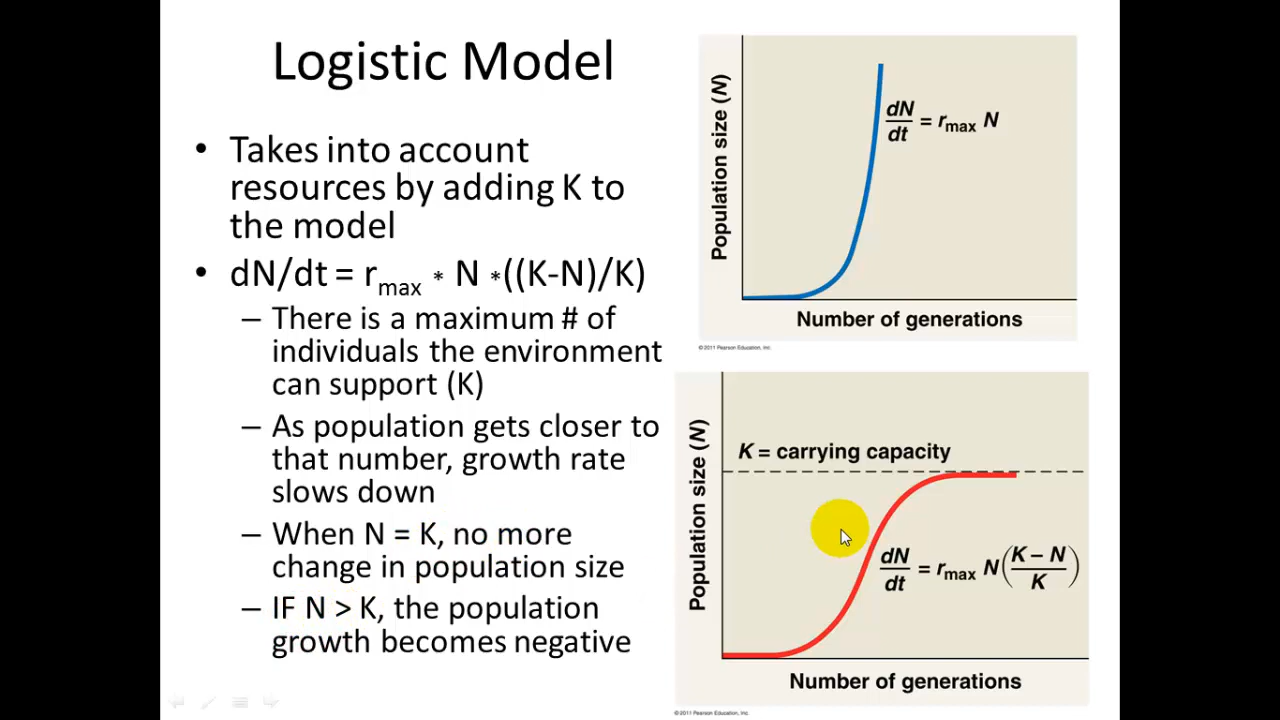 Logistic Model
• Takes into account
resources by adding K to
the model
• dN/dt = rmax * N *((K-N)/K)
– There is a maximum # of
individuals the environment
can support (K)
– As population gets closer to
that number, growth rate
slows down
– When N = K, no more
change in population size
– IF N > K, the population
growth becomes negative
Population size (N)
dN/dt = rmax N
Number of generations
©2011 Pearson Education, Inc.
Population size (N)
K = carrying capacity
dN/dt = rmax N(K – N/K)
Number of generations
©2011 Pearson Education, Inc.